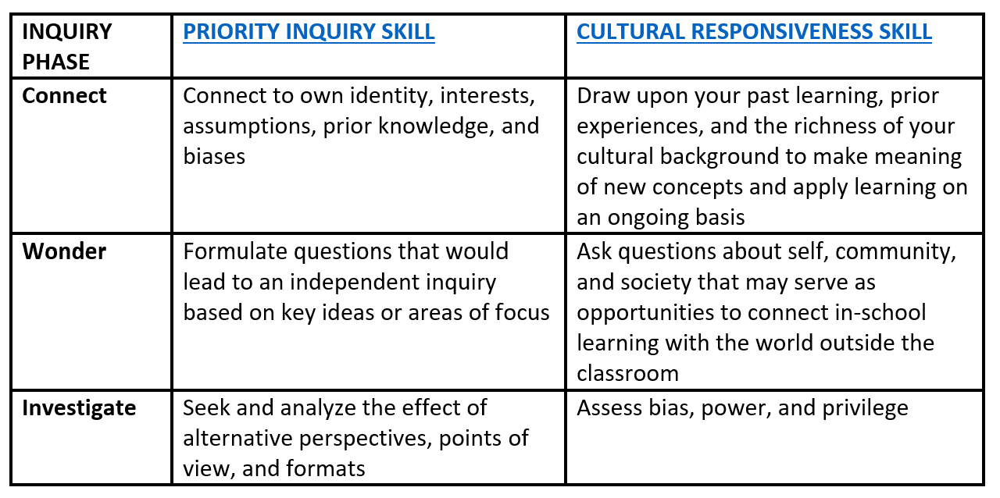 INQUIRY
PHASE
PRIORITY INQUIRY SKILL
CULTURAL RESPONSIVENESS SKILL
Connect
Connect to own identity, interests,
assumptions, prior knowledge, and
biases
Draw upon your past learning, prior
experiences, and the richness of your
cultural background to make meaning
of new concepts and apply learning on
an ongoing basis
Wonder
Formulate questions that would
lead to an independent inquiry
based on key ideas or areas of focus
Ask questions about self, community,
and society that may serve as
opportunities to connect in-school
learning with the world outside the
classroom
Investigate
Seek and analyze the effect of
alternative perspectives, points of
view, and formats
Assess bias, power, and privilege